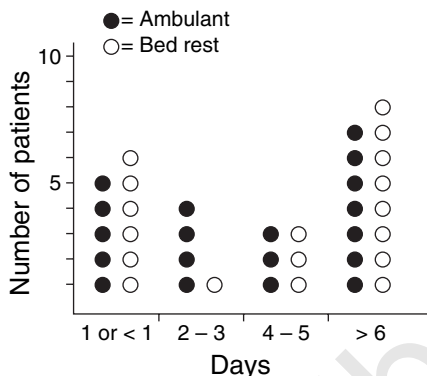 = Ambulant
= Bed rest
10
5
Number of patients
1 or < 1 2 – 3 4 – 5 > 6
Days